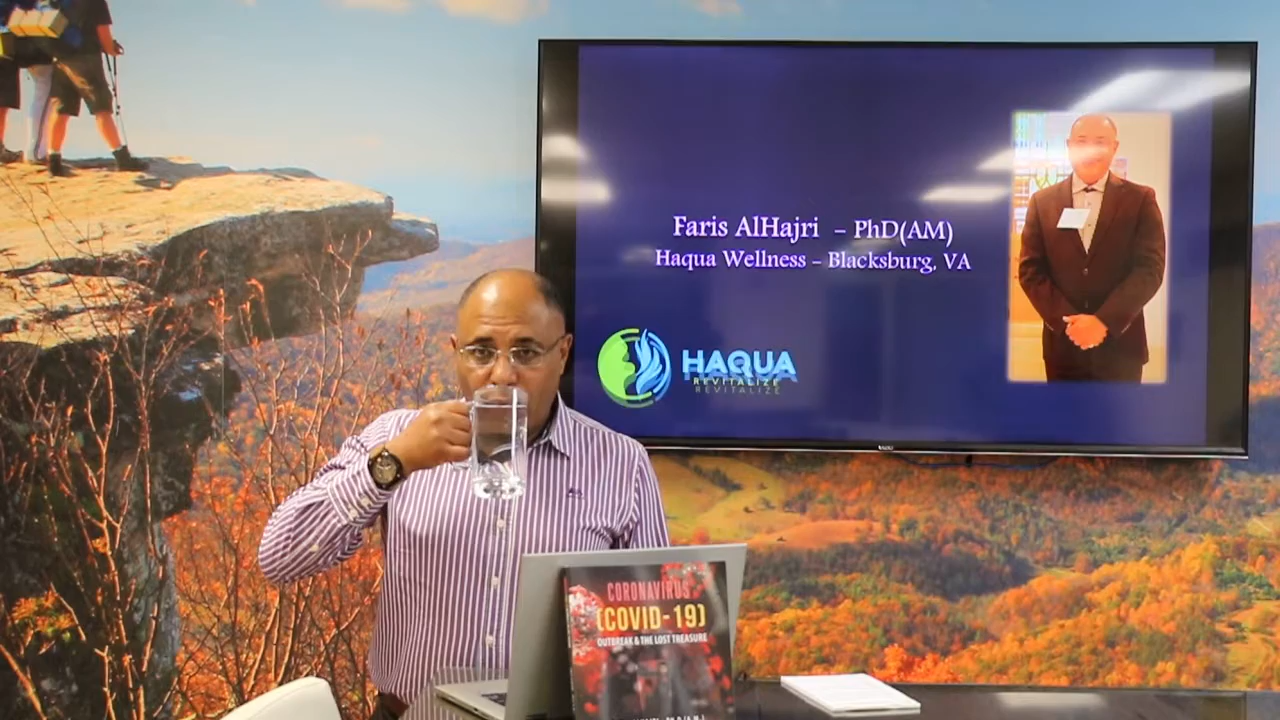 Faris AlHajri – PhD(AM)
Haqua Wellness – Blacksburg, VA
HAQUA
REVITALIZE
CORONAVIRUS
(COVID-19)
OUTBREAK & THE LOST TREASURE